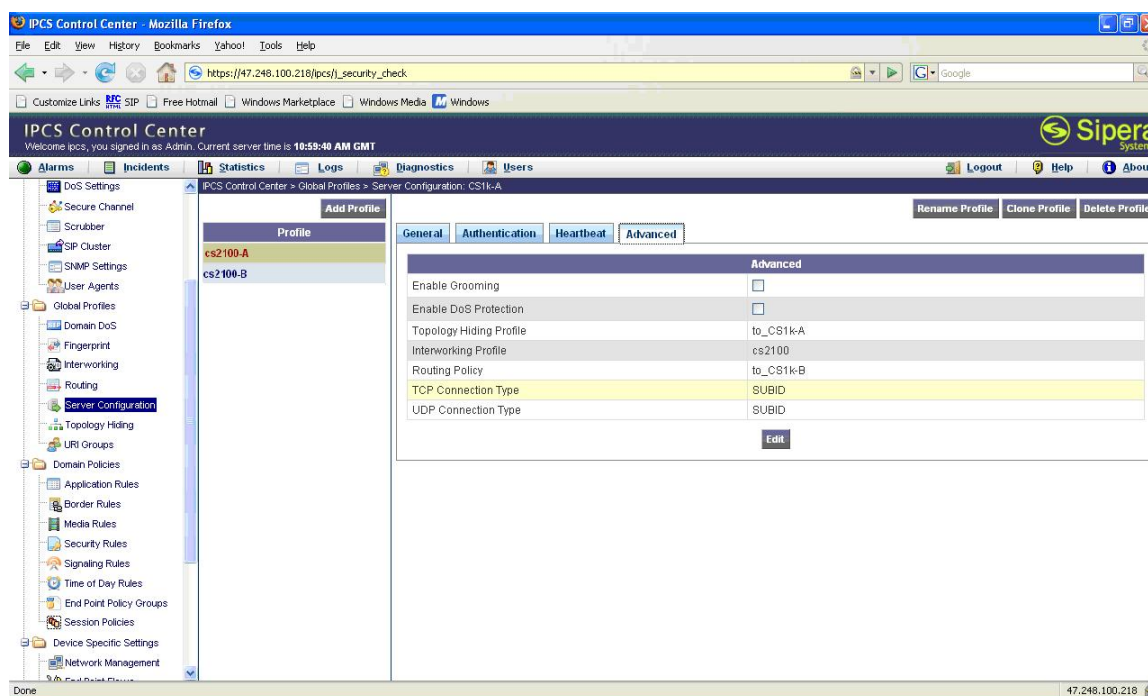 IPCS Control Center - Mozilla Firefox
File Edit View History Bookmarks Yahoo! Tools Help
https://47.248.100.218/ipcs/j_security_check
Google
Customize Links RFC HTML SIP Free Hotmail Windows Marketplace Windows Media Windows
IPCS Control Center
Welcome ipcs, you signed in as Admin. Current server time is 10:59:40 AM GMT
Sipera
System
Alarms Incidents Statistics Logs Diagnostics Users Logout Help Abou
IPCS Control Center > Global Profiles > Server Configuration: CS1k-A
DoS Settings
Secure Channel
Scrubber
SIP Cluster
SNMP Settings
User Agents
Global Profiles
Domain DoS
Fingerprint
Interworking
Routing
Server Configuration
Topology Hiding
URI Groups
Domain Policies
Application Rules
Border Rules
Media Rules
Security Rules
Signaling Rules
Time of Day Rules
End Point Policy Groups
Session Policies
Device Specific Settings
Network Management
Add Profile
Profile
cs2100-A
cs2100-B
Rename Profile Clone Profile Delete Profile
General Authentication Heartbeat Advanced
Advanced
Enable Grooming
Enable DoS Protection
Topology Hiding Profile to_CS1k-A
Interworking Profile cs2100
Routing Policy to_CS1k-B
TCP Connection Type SUBID
UDP Connection Type SUBID
Edit
Done 47.248.100.218